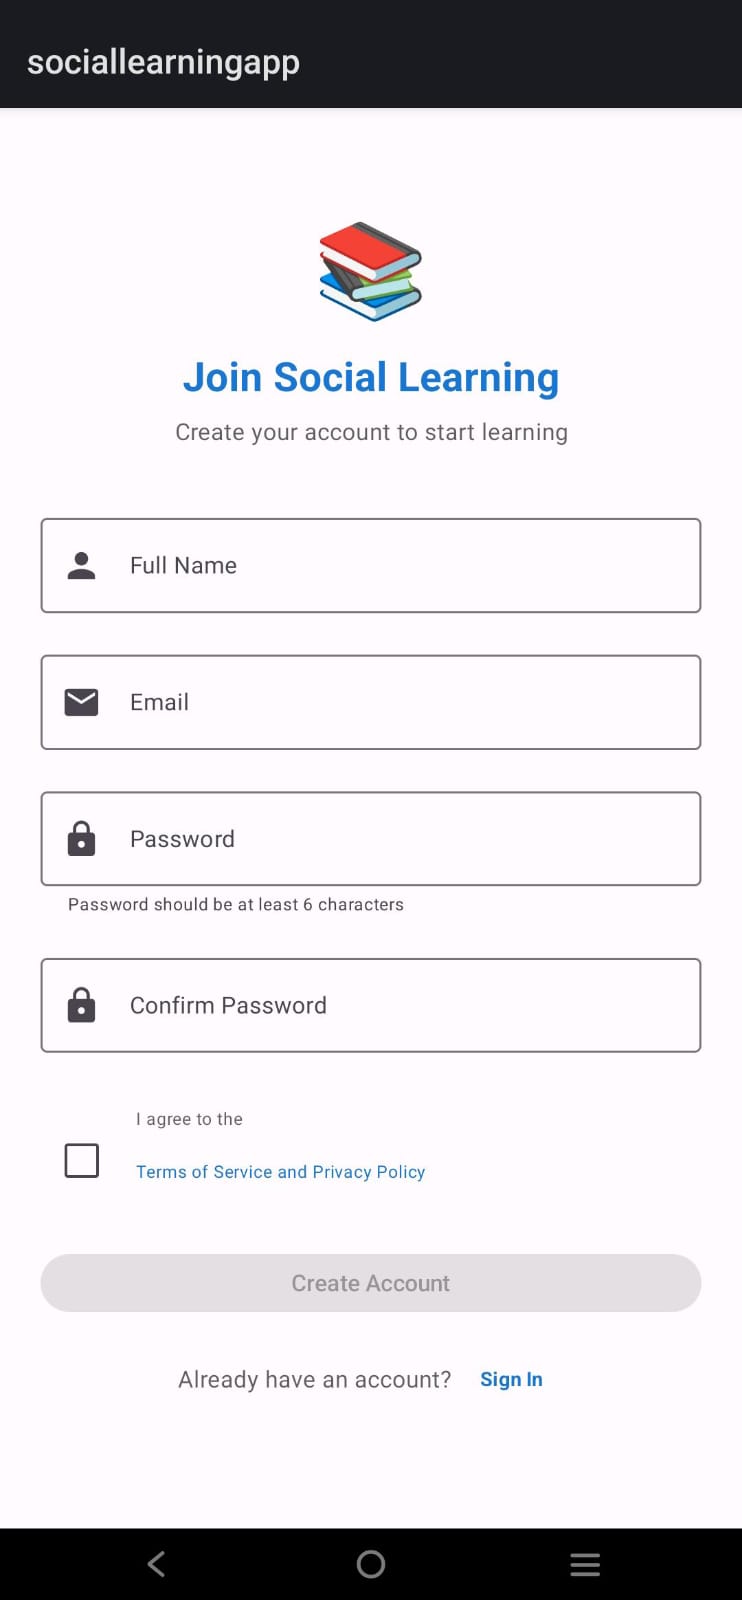 sociallearningapp
Join Social Learning
Create your account to start learning
Full Name
Email
Password
Password should be at least 6 characters
Confirm Password
I agree to the
Terms of Service and Privacy Policy
Create Account
Already have an account? Sign In